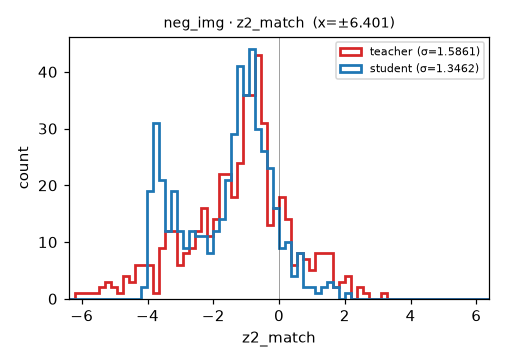 neg_img · z2_match  (x=±6.401)
teacher (σ=1.5861)
student (σ=1.3462)
count
40
30
20
10
0
−6
−4
−2
0
2
4
6
z2_match